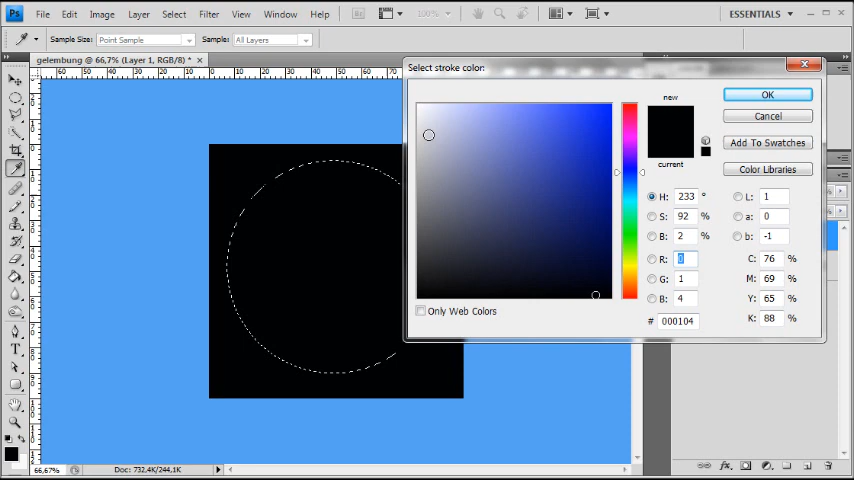 Ps File Edit Image Layer Select Filter View Window Help Br 100% ESSENTIALS
Sample Size: Point Sample Sample: All Layers
gelembung @ 66,7% (Layer 1, RGB/8) *
Select stroke color:
new
current
OK
Cancel
Add To Swatches
Color Libraries
H: 233 ° L: 1
S: 92 % a: 0
B: 2 % b: -1
R: 0 C: 76 %
G: 1 M: 69 %
B: 4 Y: 65 %
# 000104 K: 88 %
Only Web Colors
66,67% Doc: 732,4K/244,1K